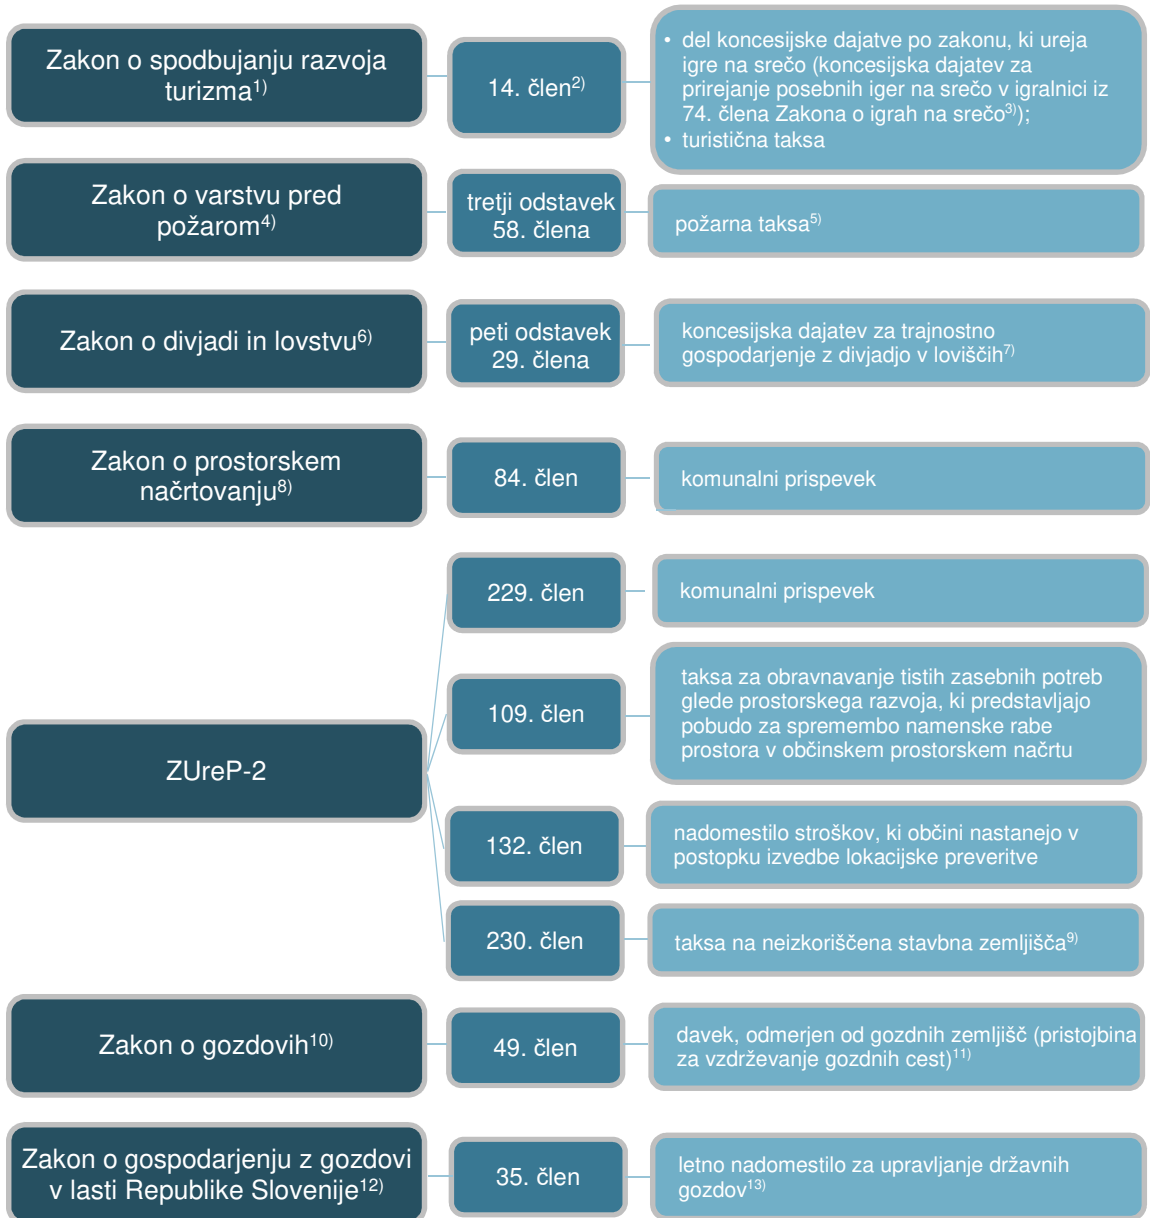 Zakon o spodbujanju razvoja
turizma1)
14. člen2)
• del koncesijske dajatve po zakonu, ki ureja
igre na srečo (koncesijska dajatev za
prirejanje posebnih iger na srečo v igralnici iz
74. člena Zakona o igrah na srečo3));
• turistična taksa
Zakon o varstvu pred
požarom4)
tretji odstavek
58. člena
požarna taksa5)
Zakon o divjadi in lovstvu6)
peti odstavek
29. člena
koncesijska dajatev za trajnostno
gospodarjenje z divjadjo v loviščih7)
Zakon o prostorskem
načrtovanju8)
84. člen
komunalni prispevek
ZUreP-2
229. člen
komunalni prispevek
109. člen
taksa za obravnavanje tistih zasebnih potreb
glede prostorskega razvoja, ki predstavljajo
pobudo za spremembo namenske rabe
prostora v občinskem prostorskem načrtu
132. člen
nadomestilo stroškov, ki občini nastanejo v
postopku izvedbe lokacijske preveritve
230. člen
taksa na neizkoriščena stavbna zemljišča9)
Zakon o gozdovih10)
49. člen
davek, odmerjen od gozdnih zemljišč (pristojbina
za vzdrževanje gozdnih cest)11)
Zakon o gospodarjenju z gozdovi
v lasti Republike Slovenije12)
35. člen
letno nadomestilo za upravljanje državnih
gozdov13)